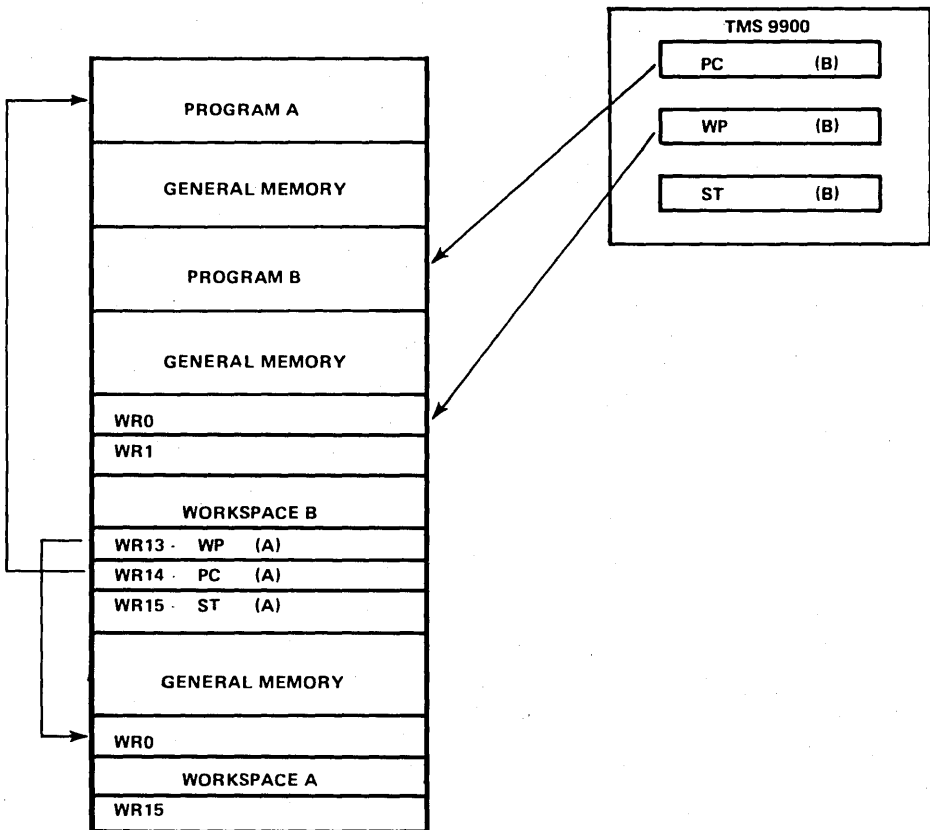 TMS 9900
PC (B)
WP (B)
ST (B)
PROGRAM A
GENERAL MEMORY
PROGRAM B
GENERAL MEMORY
WR0
WR1
WORKSPACE B
WR13 - WP (A)
WR14 - PC (A)
WR15 - ST (A)
GENERAL MEMORY
WR0
WORKSPACE A
WR15